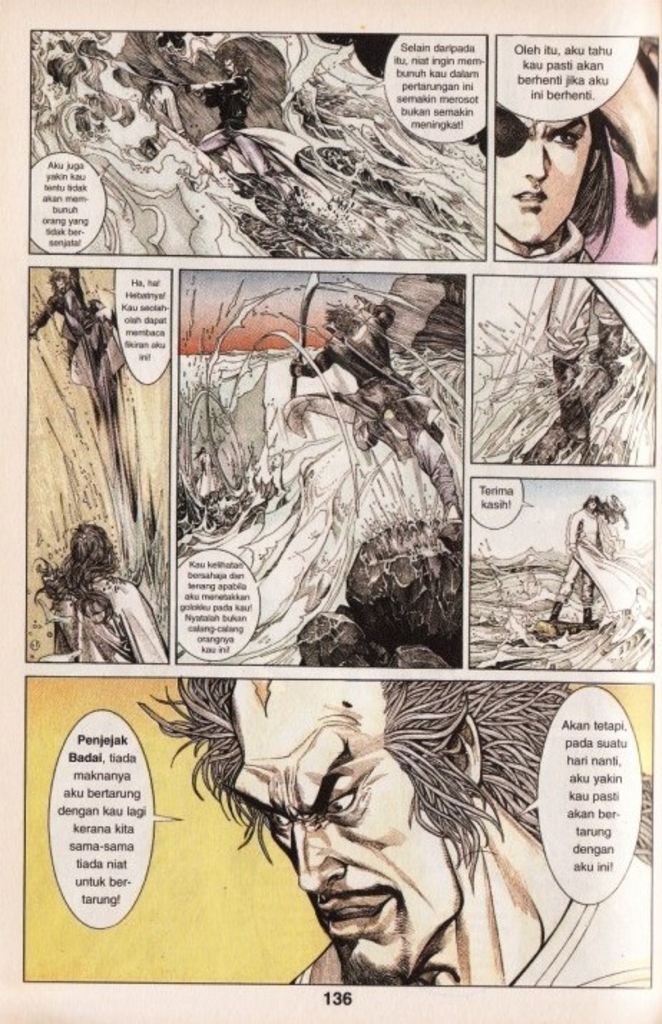 Aku juga
yakin kau
tentu tidak
akan mem-
bunuh
orang yang
tidak ber-
senjata!
Selain daripada
itu, niat ingin mem-
bunuh kau dalam
pertarungan ini
semakin merosot
bukan semakin
meningkat!
Oleh itu, aku tahu
kau pasti akan
berhenti jika aku
ini berhenti.
Ha, ha!
Hebatnya!
Kau seolah-
olah dapat
membaca
fikiran aku
ini!
Kau kelihatan
bersahaja dan
tenang apabila
aku menetakkan
golokku pada kau!
Nyatalah bukan
calang-calang
orangnya
kau ini!
Terima
kasih!
Penjejak
Badai, tiada
maknanya
aku bertarung
dengan kau lagi
kerana kita
sama-sama
tiada niat
untuk ber-
tarung!
Akan tetapi,
pada suatu
hari nanti,
aku yakin
kau pasti
akan ber-
tarung
dengan
aku ini!
136